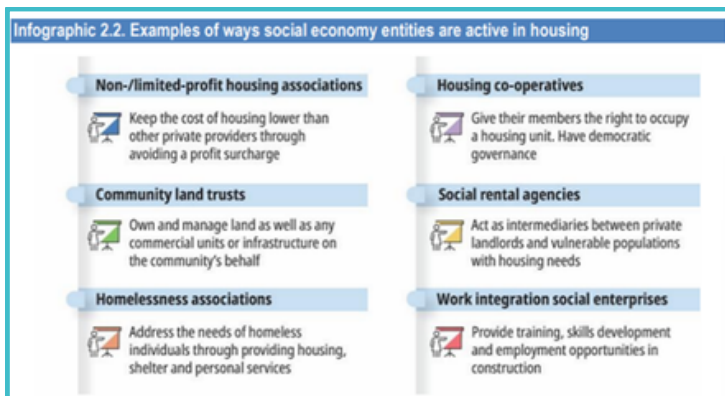 Infographic 2.2. Examples of ways social economy entities are active in housing
Non-/limited-profit housing associations
Keep the cost of housing lower than
other private providers through
avoiding a profit surcharge
Housing co-operatives
Give their members the right to occupy
a housing unit. Have democratic
governance
Community land trusts
Own and manage land as well as any
commercial units or infrastructure on
the community's behalf
Social rental agencies
Act as intermediaries between private
landlords and vulnerable populations
with housing needs
Homelessness associations
Address the needs of homeless
individuals through providing housing,
shelter and personal services
Work integration social enterprises
Provide training, skills development
and employment opportunities in
construction